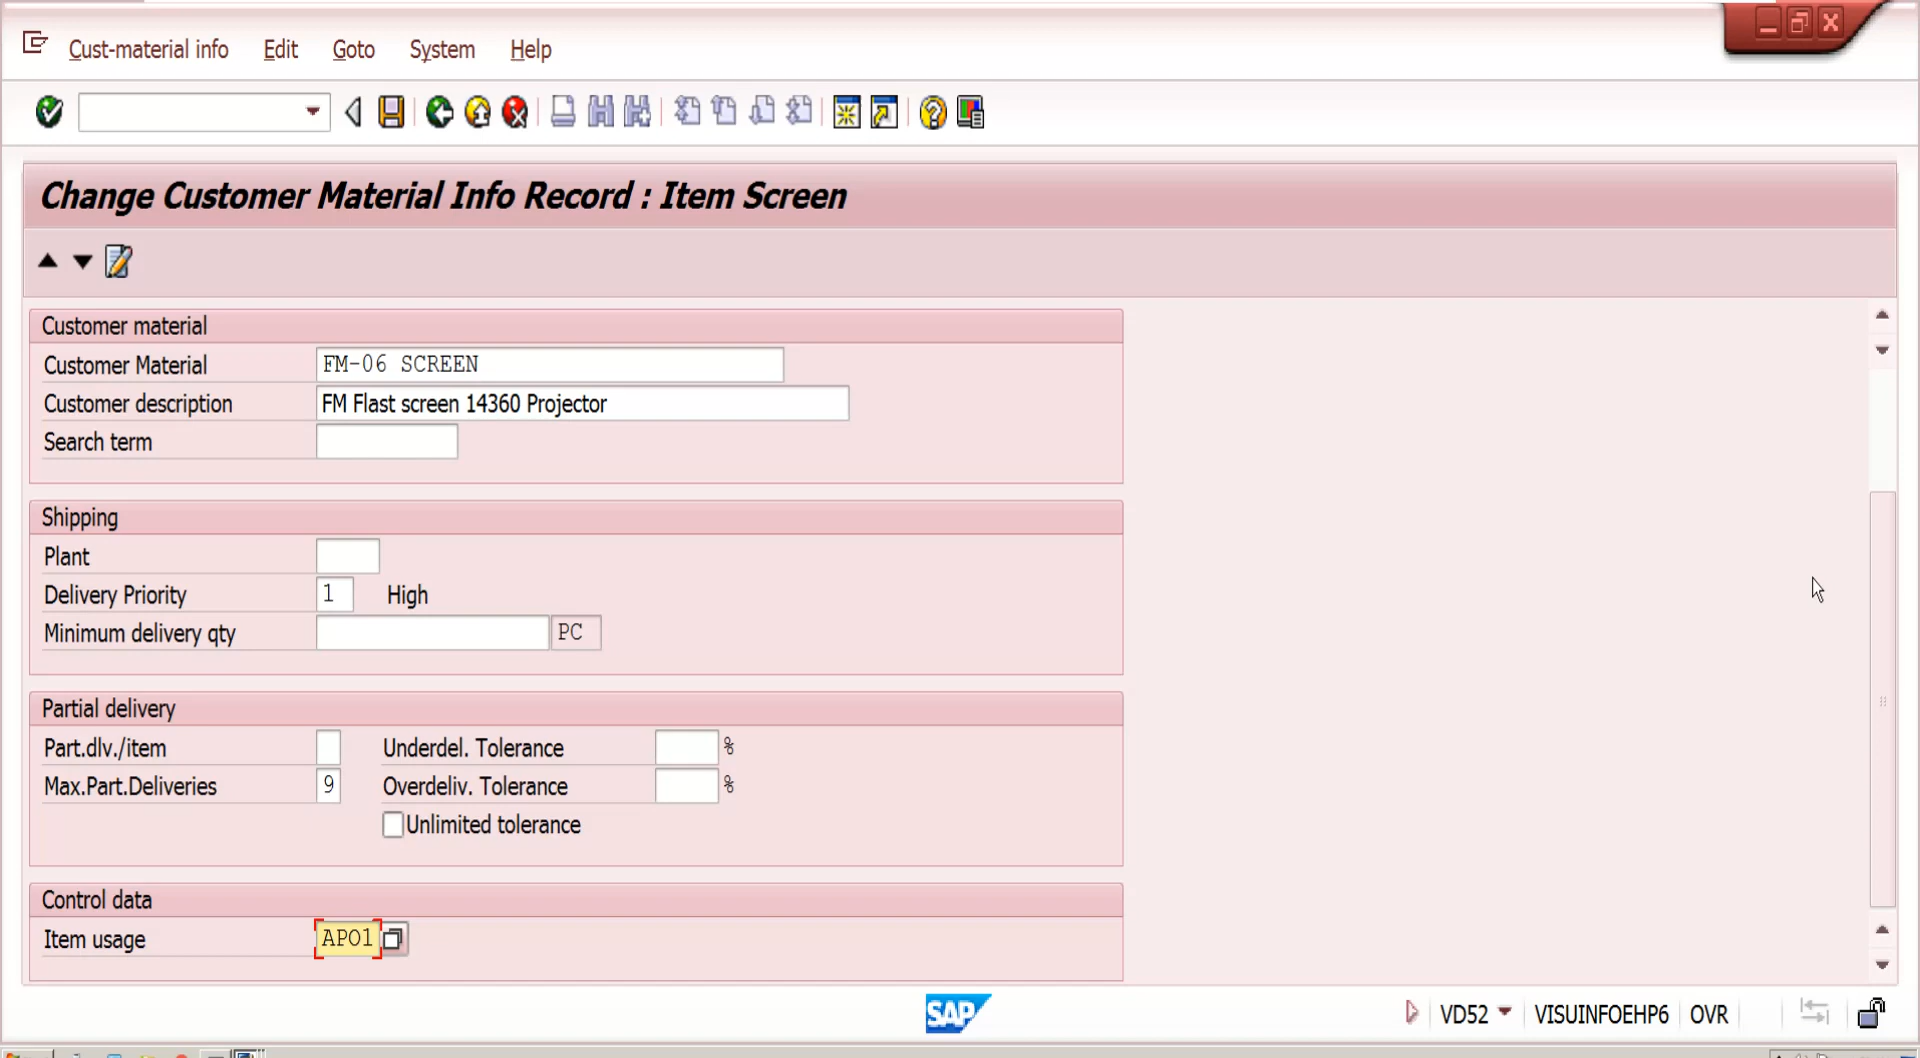 Cust-material info Edit Goto System Help
Change Customer Material Info Record : Item Screen
Customer material
Customer Material FM-06 SCREEN
Customer description FM Flast screen 14360 Projector
Search term
Shipping
Plant
Delivery Priority 1 High
Minimum delivery qty PC
Partial delivery
Part.dlv./item Underdel. Tolerance %
Max.Part.Deliveries 9 Overdeliv. Tolerance %
Unlimited tolerance
Control data
Item usage APO1
SAP VD52 VISUINFOEHP6 OVR